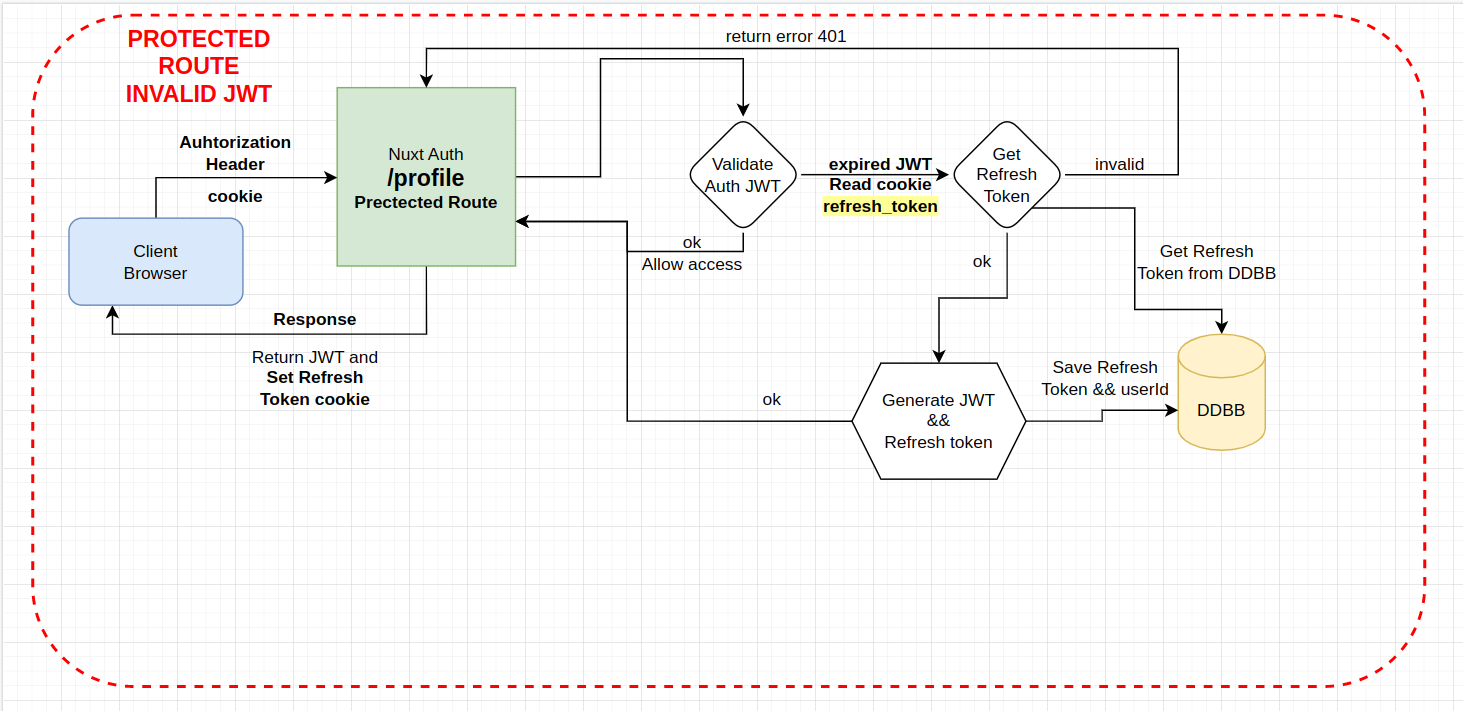 PROTECTED
ROUTE
INVALID JWT
return error 401
Auhtorization
Header
cookie
Nuxt Auth
/profile
Prectected Route
Validate
Auth JWT
expired JWT
Read cookie
refresh_token
Get
Refresh
Token
invalid
Client
Browser
ok
Allow access
ok
Get Refresh
Token from DDBB
Response
Return JWT and
Set Refresh
Token cookie
ok
Generate JWT
&&
Refresh token
Save Refresh
Token && userId
DDBB